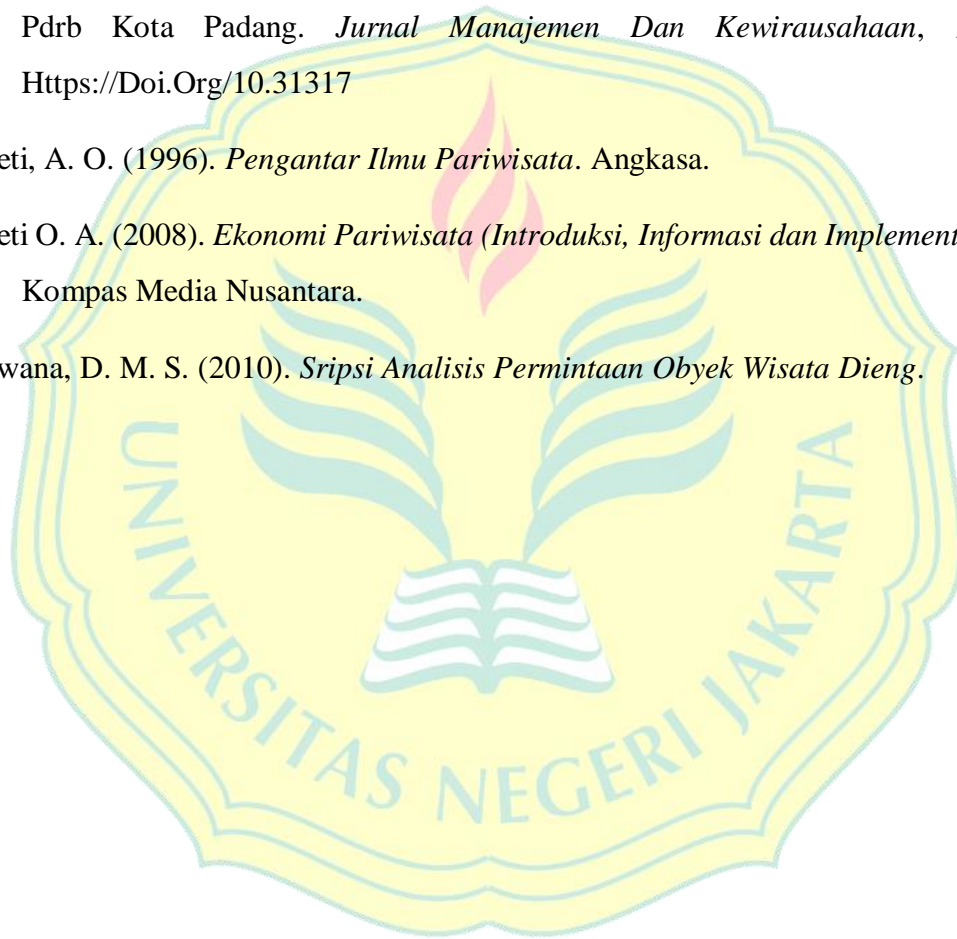 Pdrb Kota Padang. Jurnal Manajemen Dan Kewirausahaan,
Https://Doi.Org/10.31317
eti, A. O. (1996). Pengantar Ilmu Pariwisata. Angkasa.
eti O. A. (2008). Ekonomi Pariwisata (Introduksi, Informasi dan Implement
Kompas Media Nusantara.
wana, D. M. S. (2010). Sripsi Analisis Permintaan Obyek Wisata Dieng.
UNIVERSITAS NEGERI JAKARTA